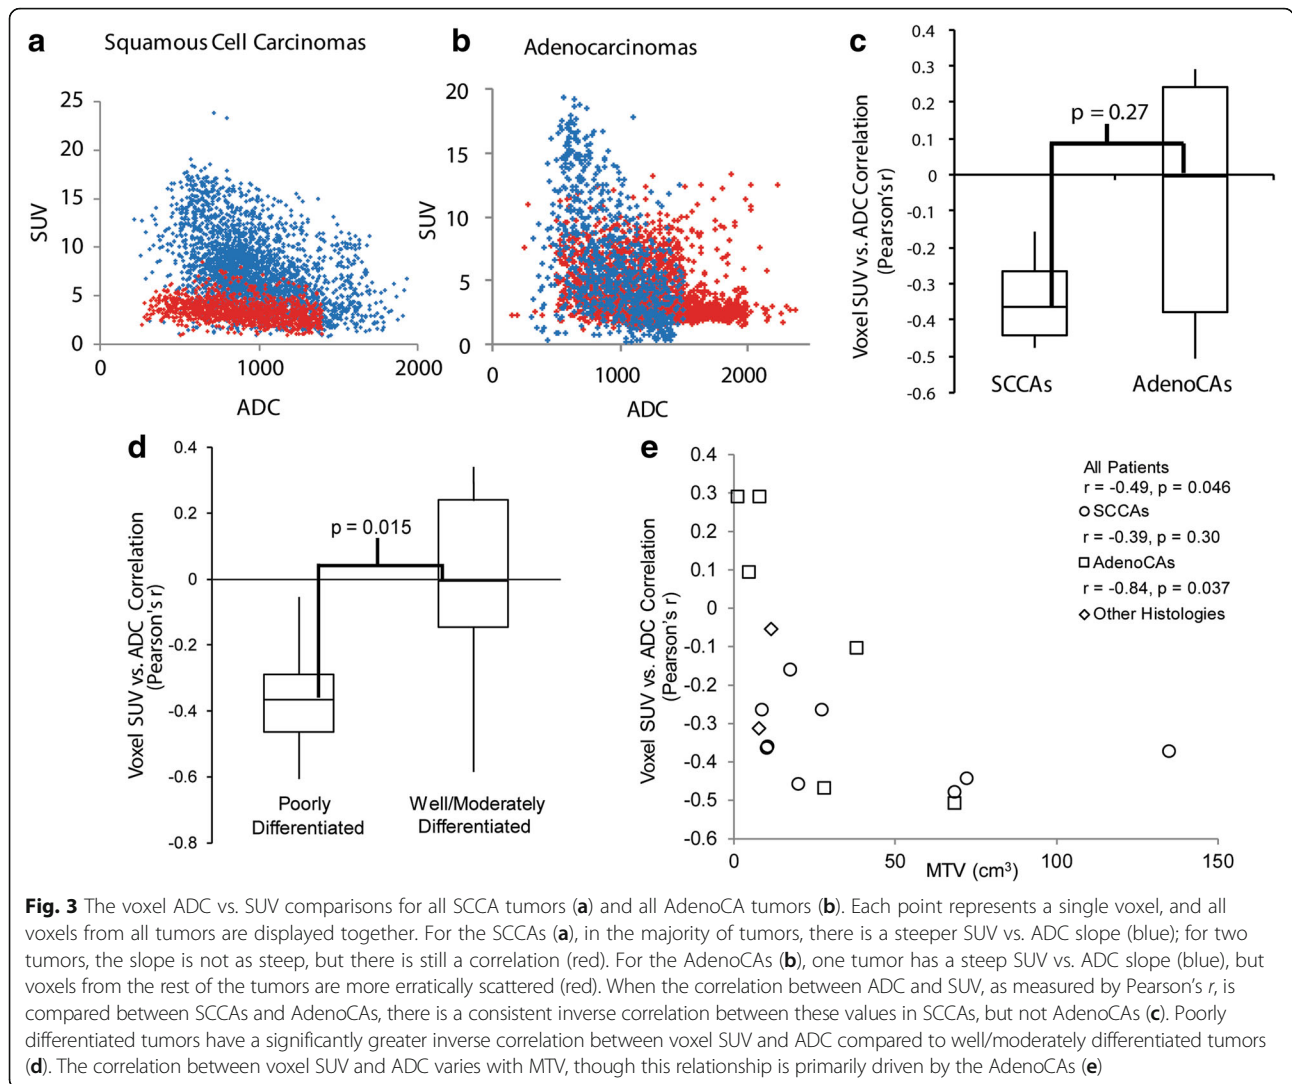 a
Squamous Cell Carcinomas
SUV
25
20
15
10
5
0
0
1000
2000
ADC
b
Adenocarcinomas
SUV
20
15
10
5
0
0
1000
2000
ADC
c
Voxel SUV vs. ADC Correlation
(Pearson's r)
0.4
0.3
0.2
0.1
0
-0.1
-0.2
-0.3
-0.4
-0.5
-0.6
p = 0.27
SCCAs
AdenoCAs
d
Voxel SUV vs. ADC Correlation
(Pearson's r)
0.4
0.2
0
-0.2
-0.4
-0.6
-0.8
p = 0.015
Poorly
Differentiated
Well/Moderately
Differentiated
e
Voxel SUV vs. ADC Correlation
(Pearson's r)
0.4
0.3
0.2
0.1
0
-0.1
-0.2
-0.3
-0.4
-0.5
-0.6
0
50
100
150
MTV (cm³)
All Patients
r = -0.49, p = 0.046
SCCAs
r = -0.39, p = 0.30
AdenoCAs
r = -0.84, p = 0.037
Other Histologies
Fig. 3 The voxel ADC vs. SUV comparisons for all SCCA tumors (a) and all AdenoCA tumors (b). Each point represents a single voxel, and all
voxels from all tumors are displayed together. For the SCCAs (a), in the majority of tumors, there is a steeper SUV vs. ADC slope (blue); for two
tumors, the slope is not as steep, but there is still a correlation (red). For the AdenoCAs (b), one tumor has a steep SUV vs. ADC slope (blue), but
voxels from the rest of the tumors are more erratically scattered (red). When the correlation between ADC and SUV, as measured by Pearson's r, is
compared between SCCAs and AdenoCAs, there is a consistent inverse correlation between these values in SCCAs, but not AdenoCAs (c). Poorly
differentiated tumors have a significantly greater inverse correlation between voxel SUV and ADC compared to well/moderately differentiated tumors
(d). The correlation between voxel SUV and ADC varies with MTV, though this relationship is primarily driven by the AdenoCAs (e)